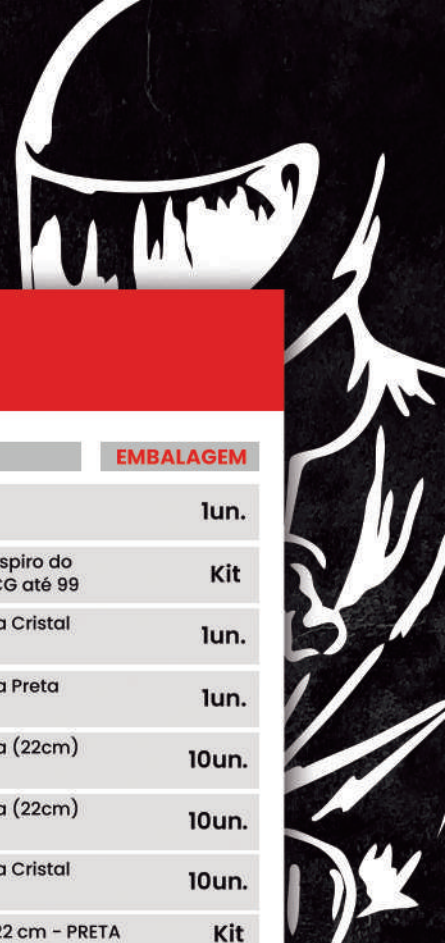 EMBALAGEM
1un.
spiro do
CG até 99
Kit
a Cristal
1un.
a Preta
1un.
a (22cm)
10un.
a (22cm)
10un.
a Cristal
10un.
22 cm - PRETA
Kit